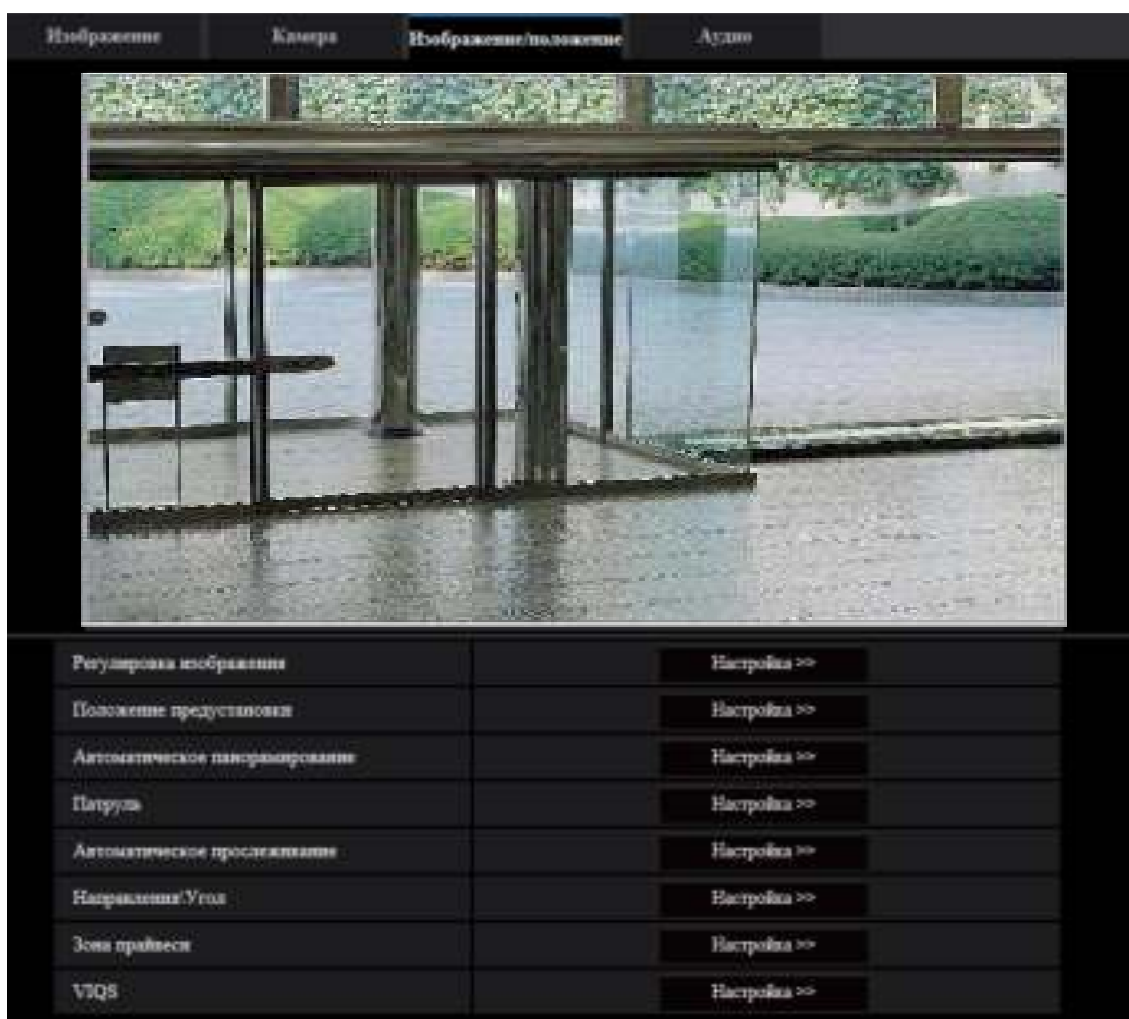 Изображение Камера Изображение/положение Аудио
Регулировка изображения Настройка >>
Положение предустановки Настройка >>
Автоматическое панорамирование Настройка >>
Патруль Настройка >>
Автоматическое прослеживание Настройка >>
Направления\Угол Настройка >>
Зона прайвеси Настройка >>
VIQS Настройка >>